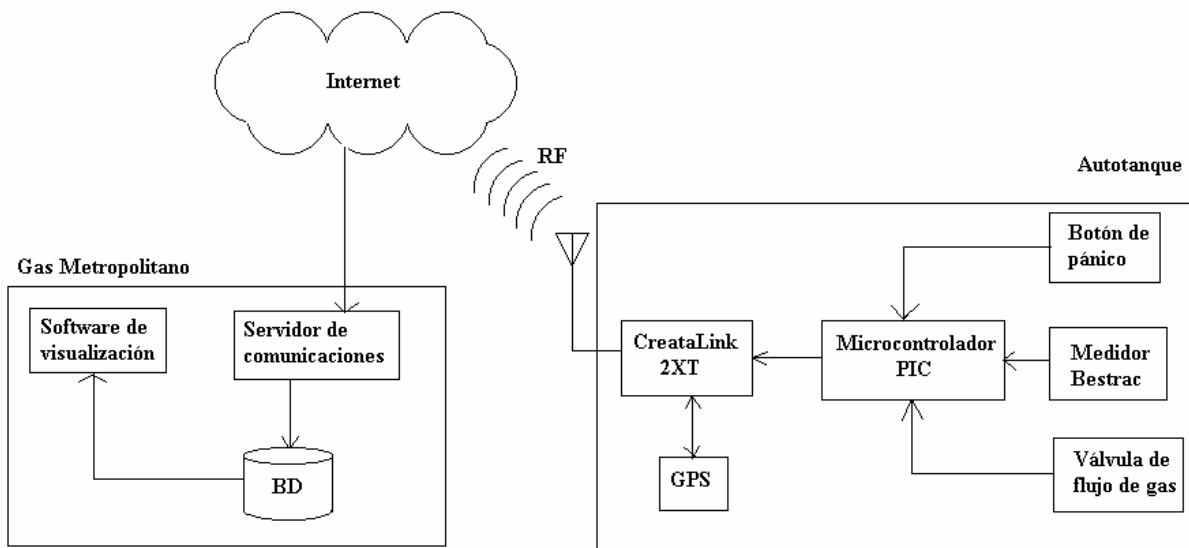 Internet
RF
Autotanque
Gas Metropolitano
Software de
visualización
Servidor de
comunicaciones
BD
CreataLink
2XT
GPS
Microcontrolador
PIC
Botón de
pánico
Medidor
Bestrac
Válvula de
flujo de gas